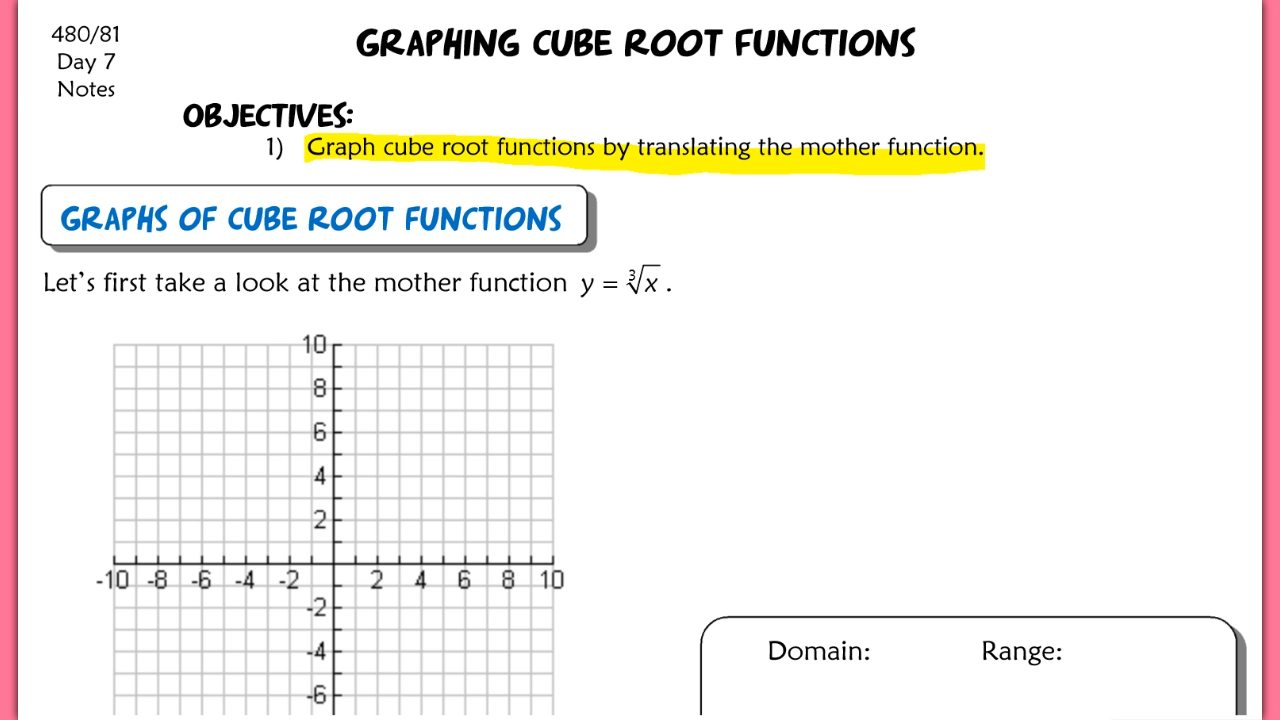 480/81
Day 7
Notes
GRAPHING CUBE ROOT FUNCTIONS
OBJECTIVES:
1) Graph cube root functions by translating the mother function.
GRAPHS OF CUBE ROOT FUNCTIONS
Let's first take a look at the mother function y = ∛x .
10
8
6
4
2
-10 -8 -6 -4 -2 2 4 6 8 10
-2
-4
-6
Domain: Range: